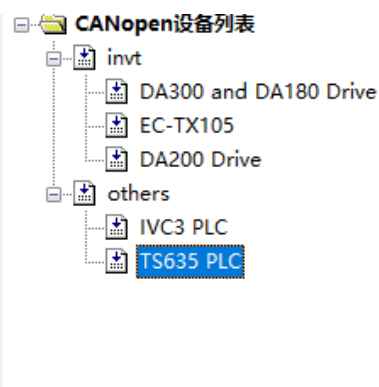 CANopen设备列表
invt
DA300 and DA180 Drive
EC-TX105
DA200 Drive
others
IVC3 PLC
TS635 PLC